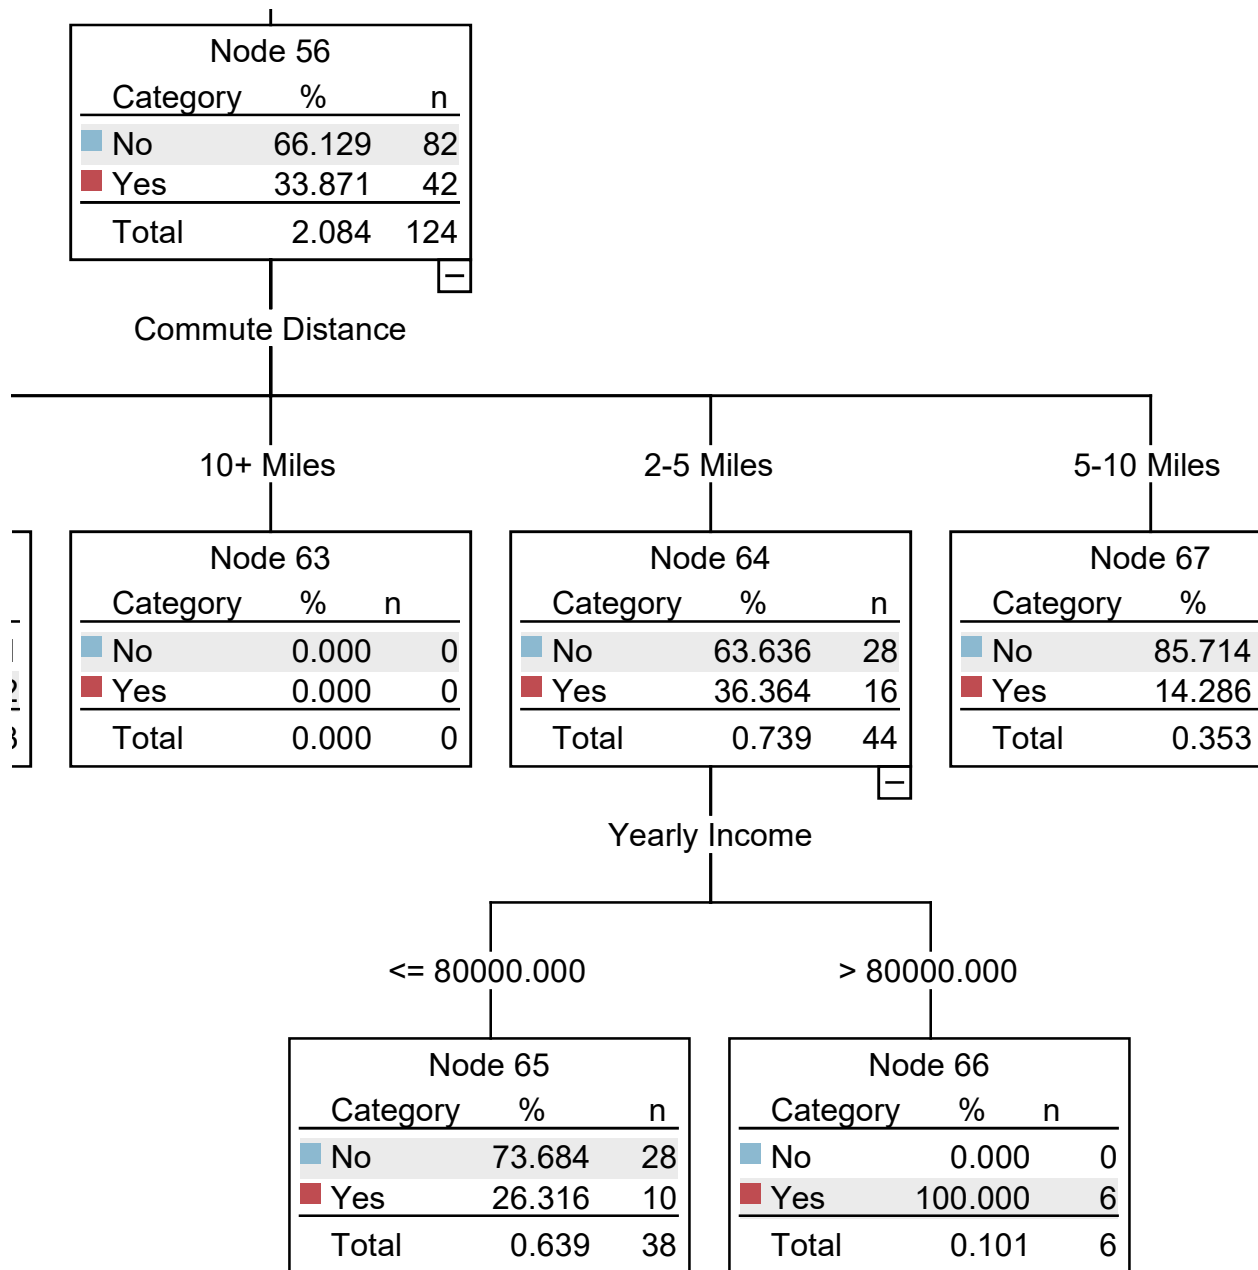 Node 56
Category % n
No 66.129 82
Yes 33.871 42
Total 2.084 124
Commute Distance
10+ Miles
2-5 Miles
5-10 Miles
Node 63
Category % n
No 0.000 0
Yes 0.000 0
Total 0.000 0
Node 64
Category % n
No 63.636 28
Yes 36.364 16
Total 0.739 44
Node 67
Category %
No 85.714
Yes 14.286
Total 0.353
Yearly Income
<= 80000.000
> 80000.000
Node 65
Category % n
No 73.684 28
Yes 26.316 10
Total 0.639 38
Node 66
Category % n
No 0.000 0
Yes 100.000 6
Total 0.101 6